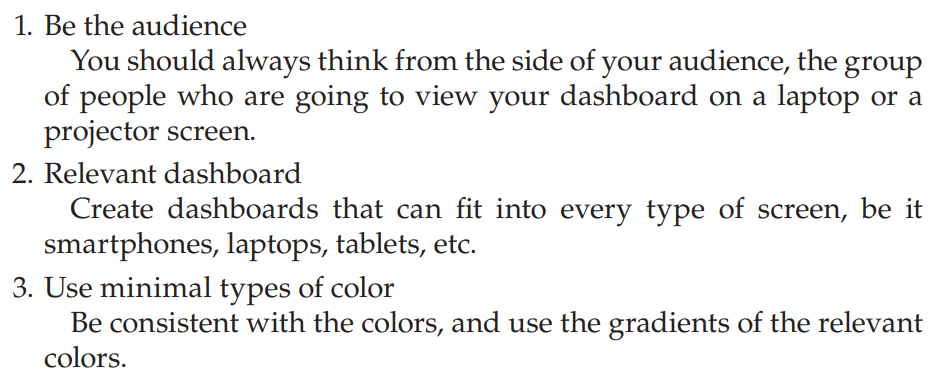 1. Be the audience
You should always think from the side of your audience, the group
of people who are going to view your dashboard on a laptop or a
projector screen.
2. Relevant dashboard
Create dashboards that can fit into every type of screen, be it
smartphones, laptops, tablets, etc.
3. Use minimal types of color
Be consistent with the colors, and use the gradients of the relevant
colors.